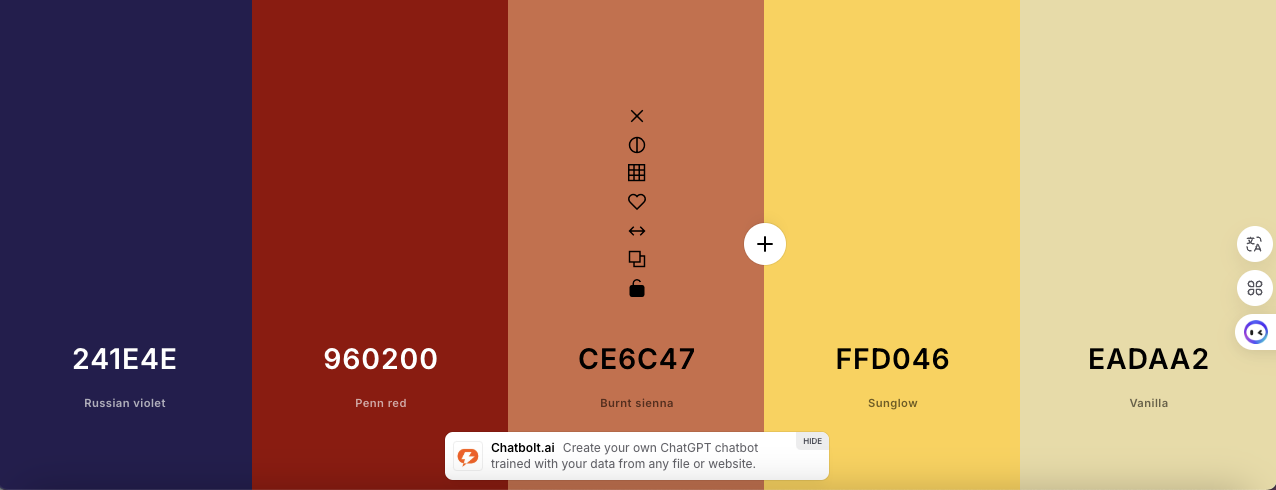 241E4E
Russian violet
960200
Penn red
CE6C47
Burnt sienna
FFD046
Sunglow
EADAA2
Vanilla
Chatbolt.ai Create your own ChatGPT chatbot
trained with your data from any file or website.
HIDE